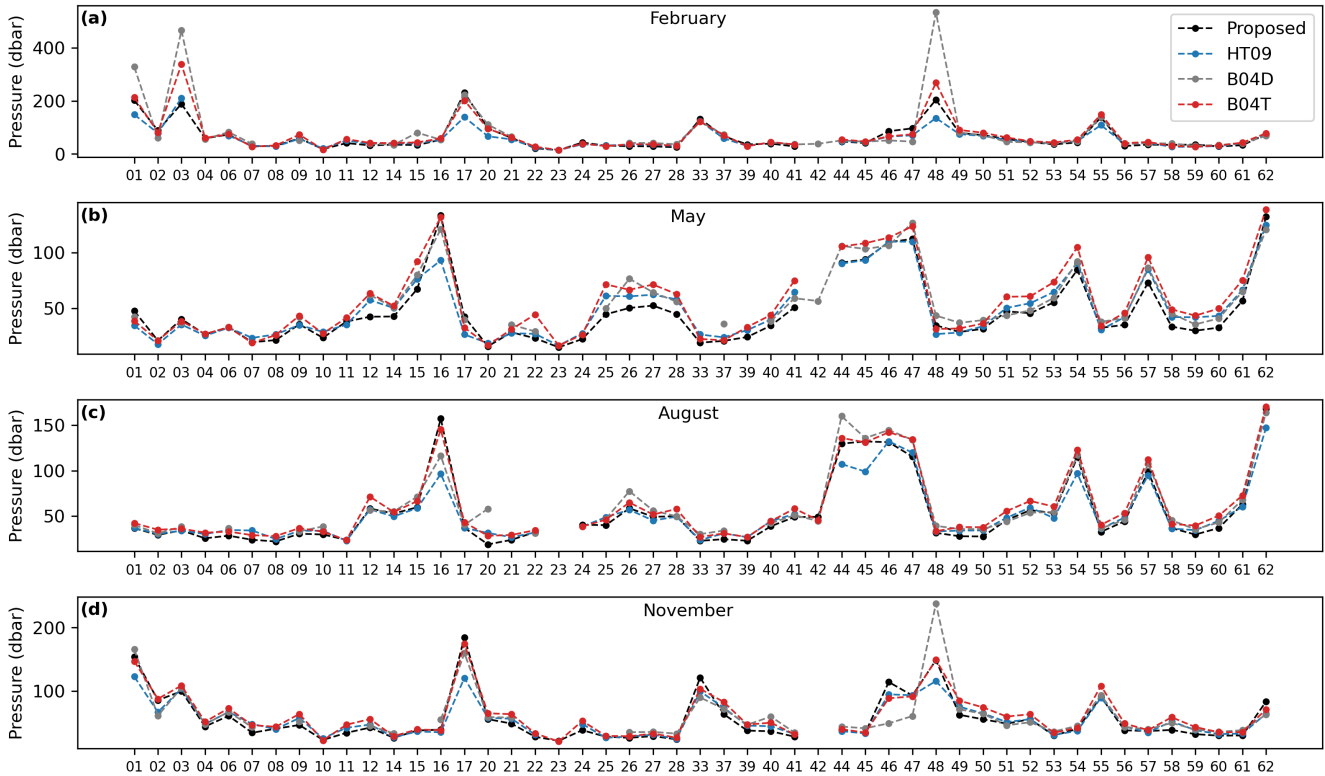 (a) February
Pressure (dbar)
400
200
0
Proposed
HT09
B04D
B04T
01 02 03 04 06 07 08 09 10 11 12 14 15 16 17 20 21 22 23 24 25 26 27 28 33 37 39 40 41 42 44 45 46 47 48 49 50 51 52 53 54 55 56 57 58 59 60 61 62
(b) May
Pressure (dbar)
100
50
01 02 03 04 06 07 08 09 10 11 12 14 15 16 17 20 21 22 23 24 25 26 27 28 33 37 39 40 41 42 44 45 46 47 48 49 50 51 52 53 54 55 56 57 58 59 60 61 62
(c) August
Pressure (dbar)
150
100
50
01 02 03 04 06 07 08 09 10 11 12 14 15 16 17 20 21 22 23 24 25 26 27 28 33 37 39 40 41 42 44 45 46 47 48 49 50 51 52 53 54 55 56 57 58 59 60 61 62
(d) November
Pressure (dbar)
200
100
01 02 03 04 06 07 08 09 10 11 12 14 15 16 17 20 21 22 23 24 25 26 27 28 33 37 39 40 41 42 44 45 46 47 48 49 50 51 52 53 54 55 56 57 58 59 60 61 62